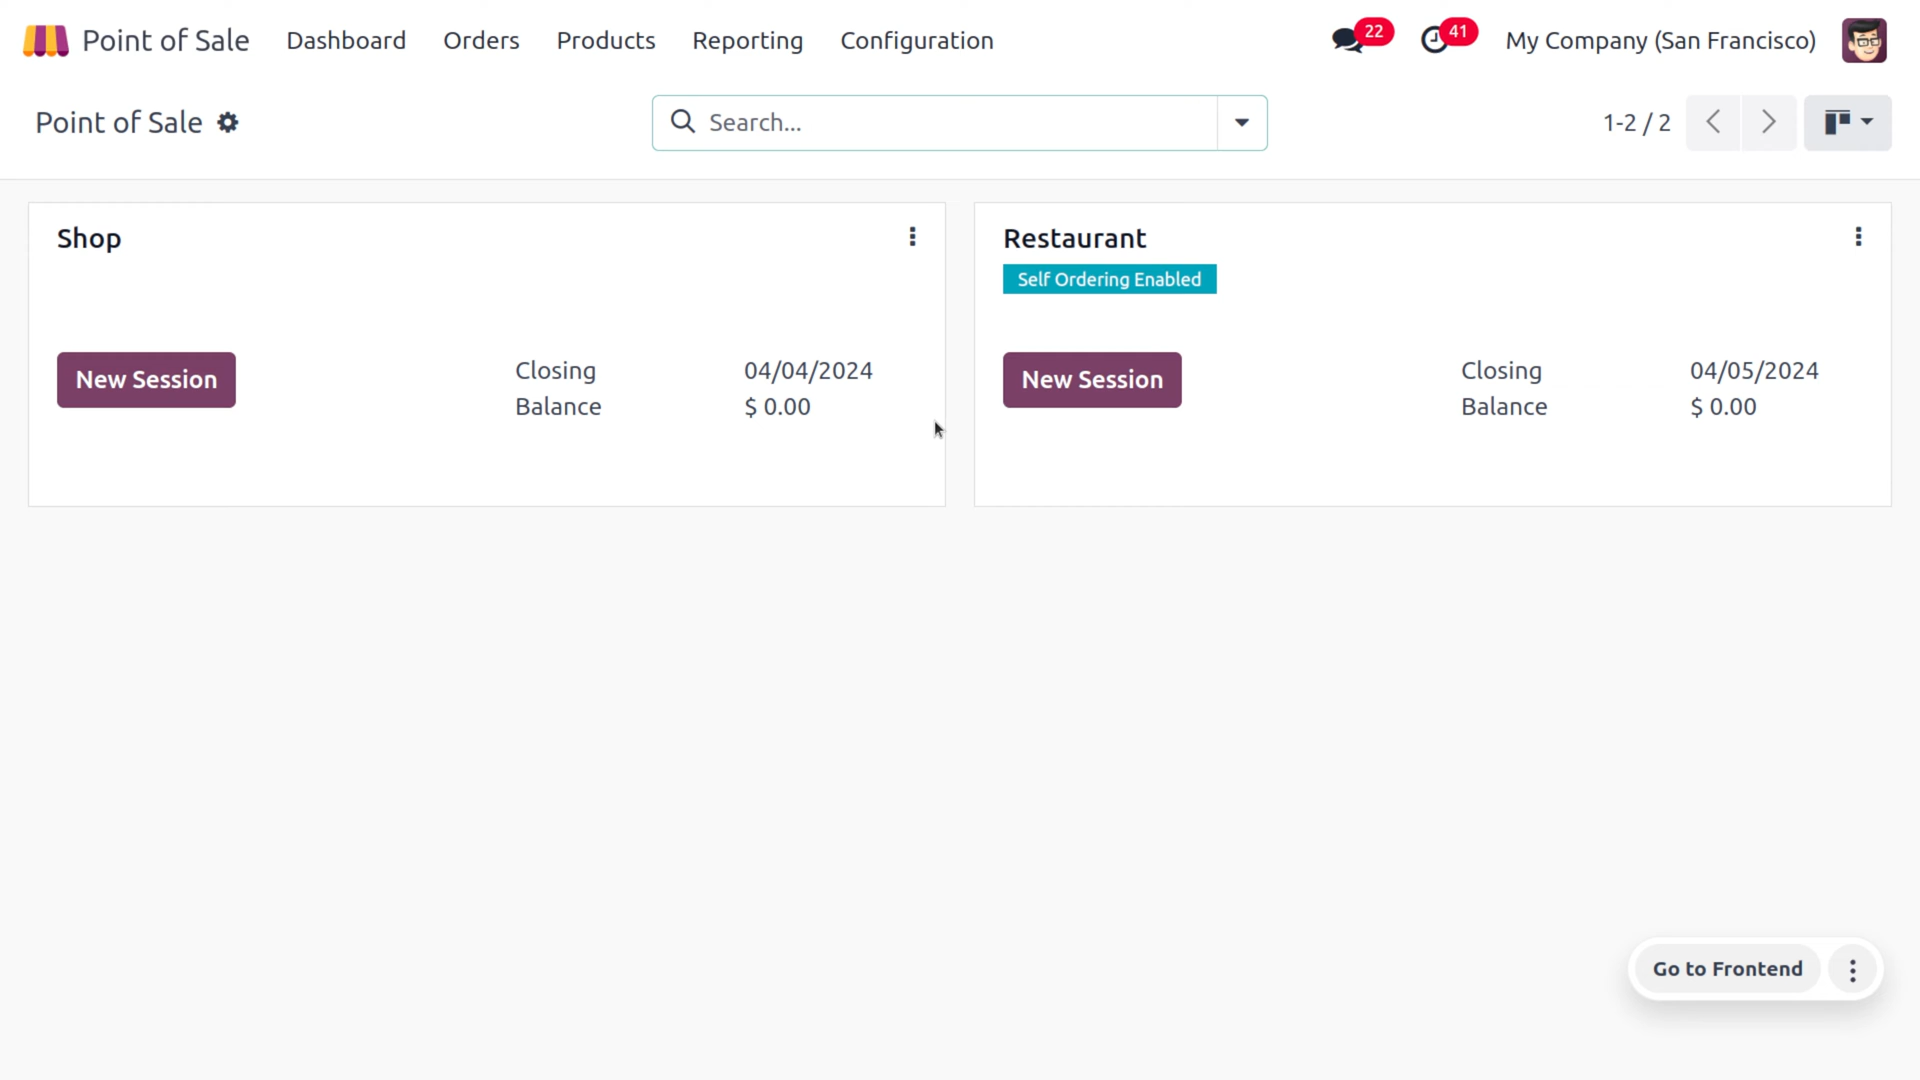 Point of Sale Dashboard Orders Products Reporting Configuration 22 41 My Company (San Francisco)
Point of Sale Search... 1-2 / 2
Shop
New Session
Closing 04/04/2024
Balance $ 0.00
Restaurant
Self Ordering Enabled
New Session
Closing 04/05/2024
Balance $ 0.00
Go to Frontend